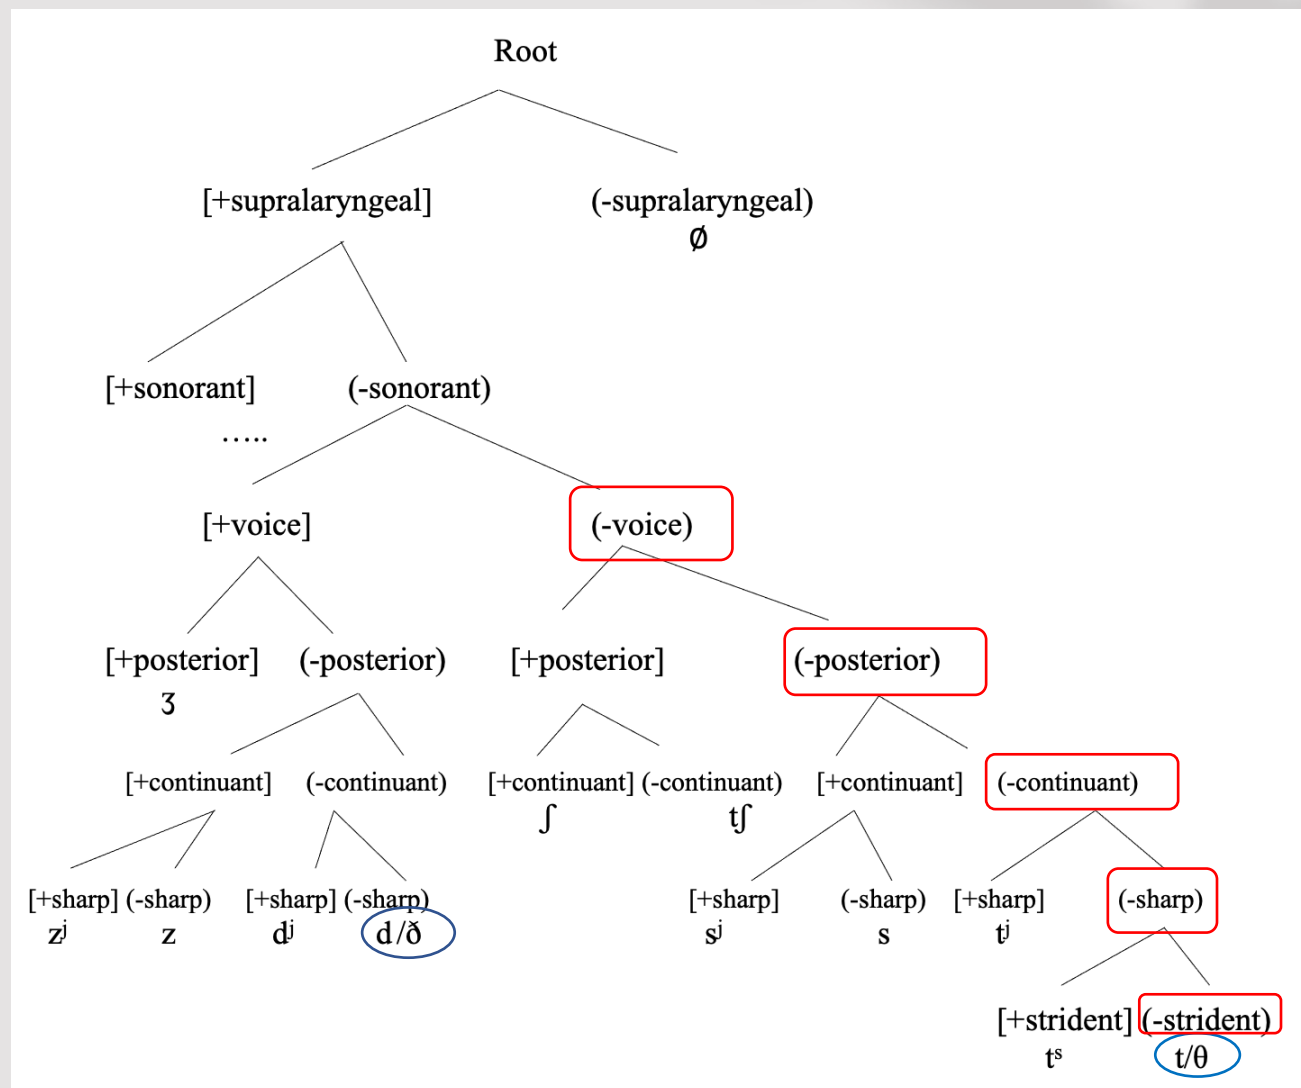 Root
[+supralaryngeal] (-supralaryngeal)
Ø
[+sonorant] (-sonorant)
.....
[+voice] (-voice)
[+posterior] (-posterior) [+posterior] (-posterior)
ʒ
[+continuant] (-continuant) [+continuant] (-continuant) [+continuant] (-continuant)
ʃ tʃ
[+sharp] (-sharp) [+sharp] (-sharp) [+sharp] (-sharp) [+sharp] (-sharp)
zʲ z dʲ d/ð sʲ s tʲ
[+strident] (-strident)
tˢ t/θ